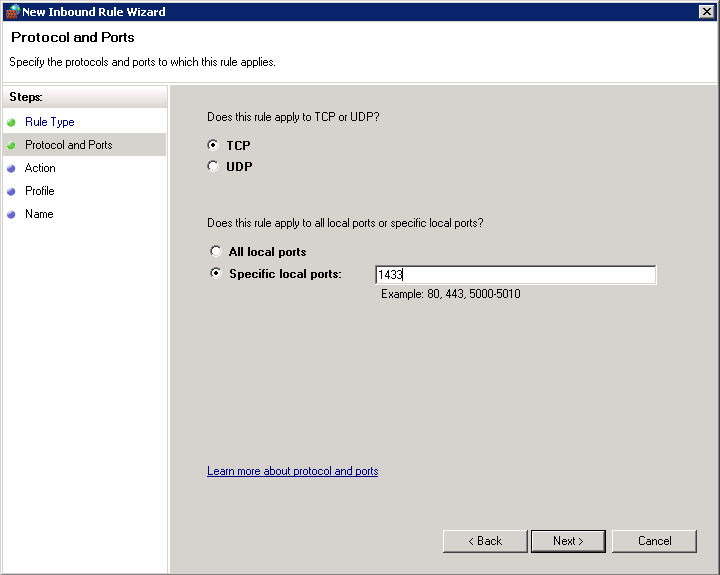 New Inbound Rule Wizard
Protocol and Ports
Specify the protocols and ports to which this rule applies.
Steps:
Rule Type
Protocol and Ports
Action
Profile
Name
Does this rule apply to TCP or UDP?
TCP
UDP
Does this rule apply to all local ports or specific local ports?
All local ports
Specific local ports:
1433
Example: 80, 443, 5000-5010
Learn more about protocol and ports
< Back
Next >
Cancel